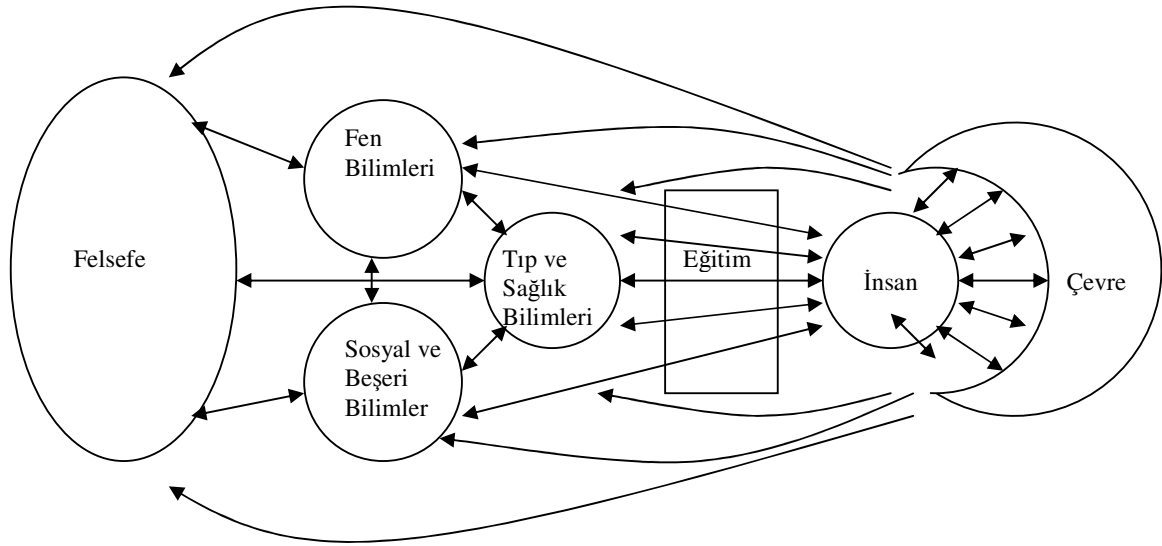 Fen
Bilimleri
Felsefe
Tıp ve
Sağlık
Bilimleri
Eğitim
İnsan
Çevre
Sosyal ve
Beşeri
Bilimler